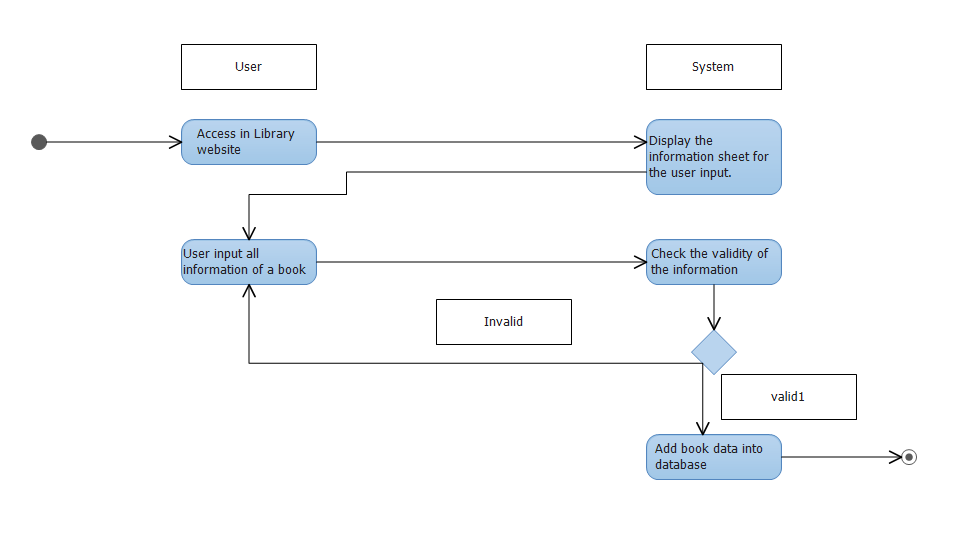 User
System
Access in Library
website
Display the
information sheet for
the user input.
User input all
information of a book
Check the validity of
the information
Invalid
valid1
Add book data into
database